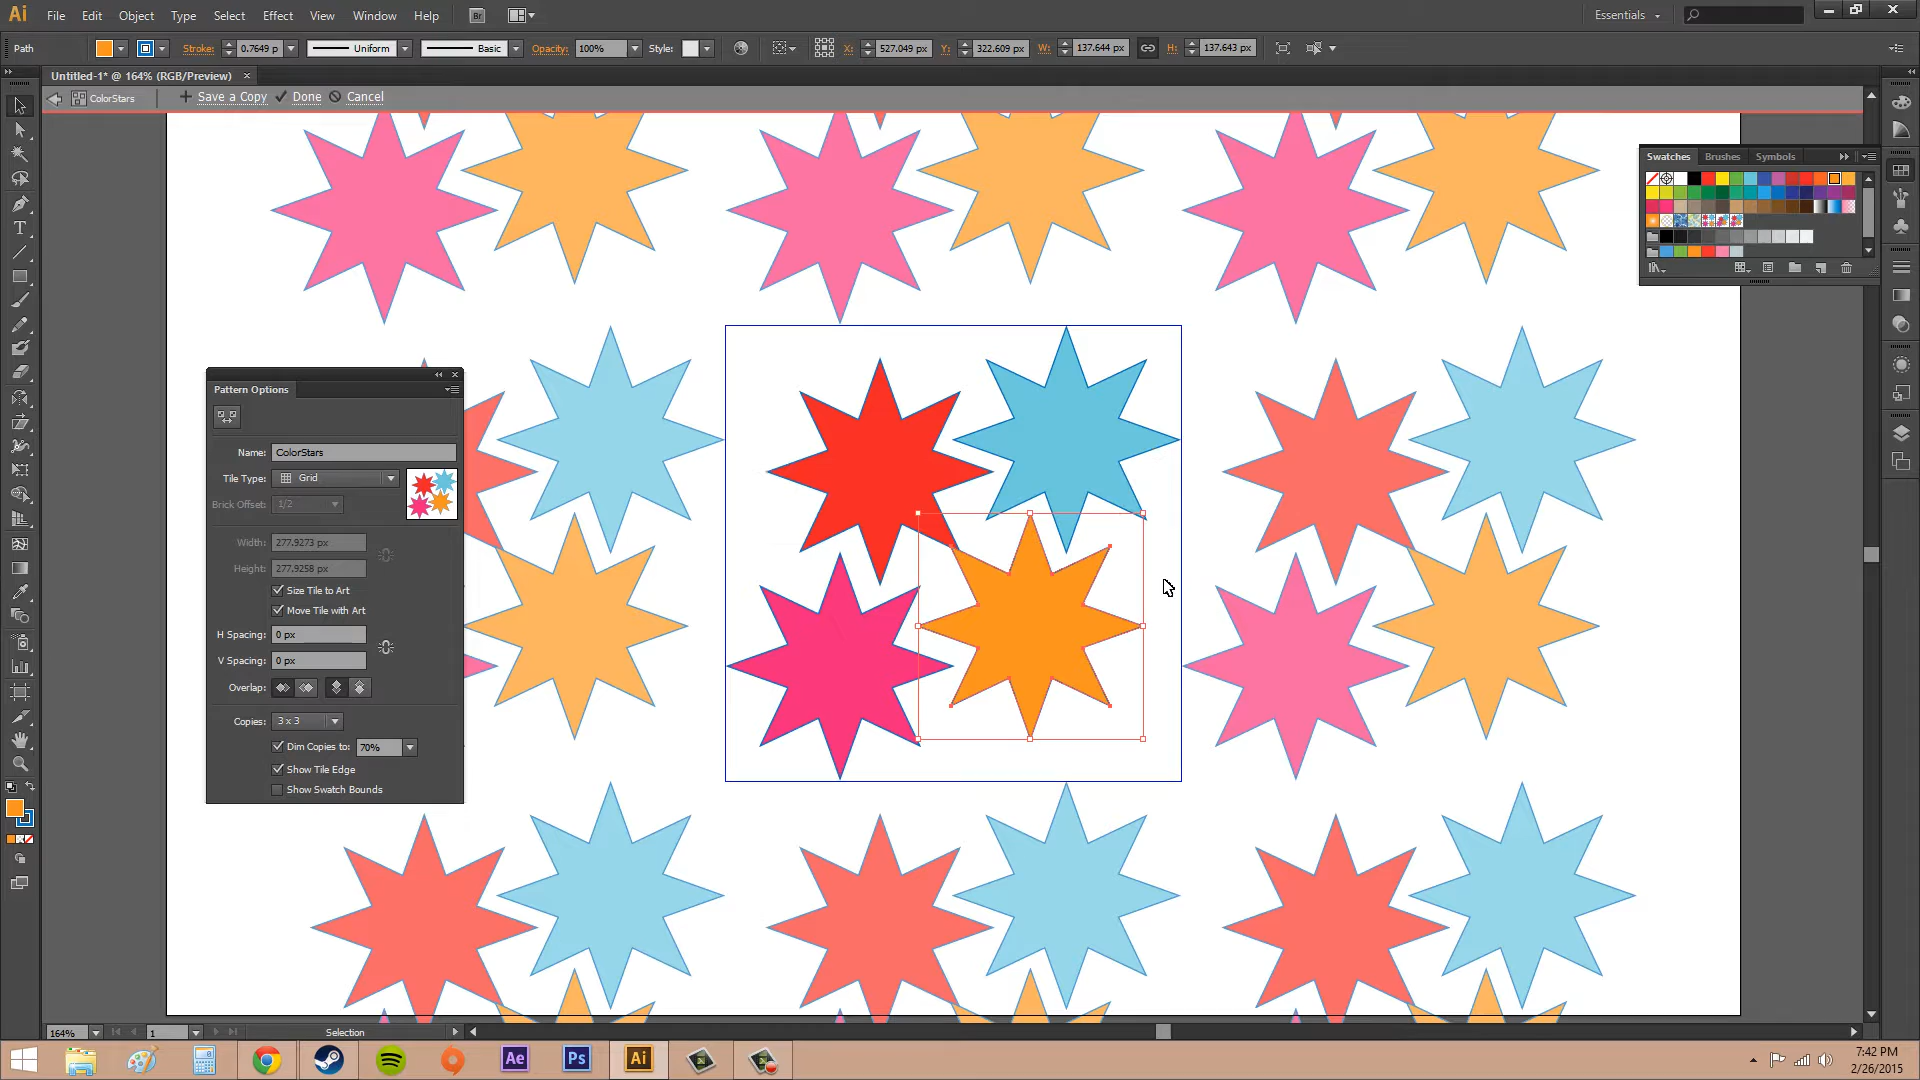 Ai File Edit Object Type Select Effect View Window Help Br Essentials
Path Stroke: 0.7649 p Uniform Basic Opacity: 100% Style: X: 527.049 px Y: 322.609 px W: 137.644 px H: 137.643 px
Untitled-1* @ 164% (RGB/Preview) ×
ColorStars Save a Copy Done Cancel
Swatches Brushes Symbols
Pattern Options
Name: ColorStars
Tile Type: Grid
Brick Offset: 1/2
Width: 277.9273 px
Height: 277.9258 px
Size Tile to Art
Move Tile with Art
H Spacing: 0 px
V Spacing: 0 px
Overlap:
Copies: 3 x 3
Dim Copies to: 70%
Show Tile Edge
Show Swatch Bounds
164% 1 Selection
Ae Ps Ai
7:42 PM
2/26/2015